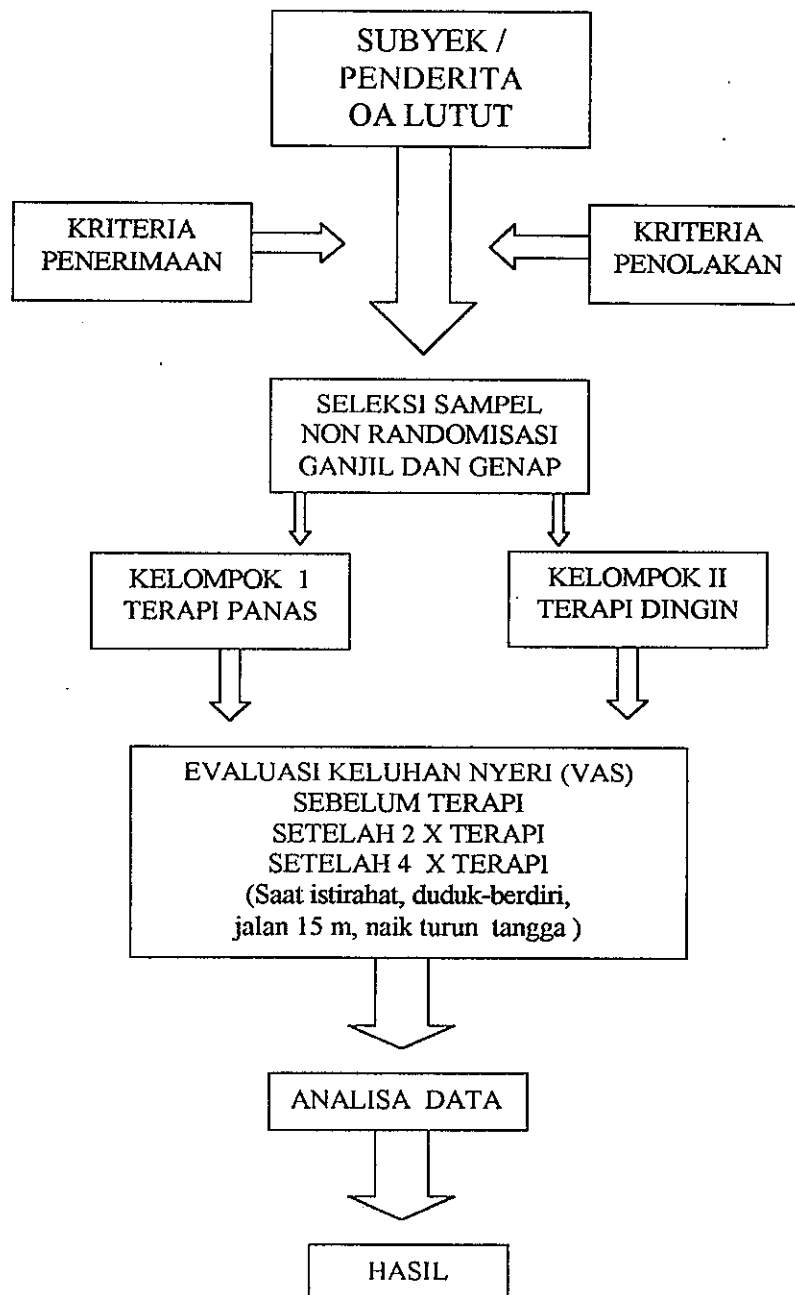 SUBYEK /
PENDERITA
OA LUTUT
KRITERIA
PENERIMAAN
KRITERIA
PENOLAKAN
SELEKSI SAMPEL
NON RANDOMISASI
GANJIL DAN GENAP
KELOMPOK 1
TERAPI PANAS
KELOMPOK II
TERAPI DINGIN
EVALUASI KELUHAN NYERI (VAS)
SEBELUM TERAPI
SETELAH 2 X TERAPI
SETELAH 4 X TERAPI
(Saat istirahat, duduk-berdiri,
jalan 15 m, naik turun tangga )
ANALISA DATA
HASIL